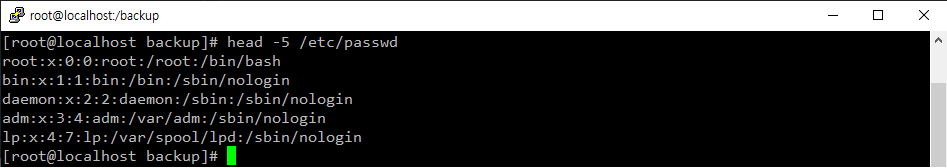 root@localhost:/backup
[root@localhost backup]# head -5 /etc/passwd
root:x:0:0:root:/root:/bin/bash
bin:x:1:1:bin:/bin:/sbin/nologin
daemon:x:2:2:daemon:/sbin:/sbin/nologin
adm:x:3:4:adm:/var/adm:/sbin/nologin
lp:x:4:7:lp:/var/spool/lpd:/sbin/nologin
[root@localhost backup]#